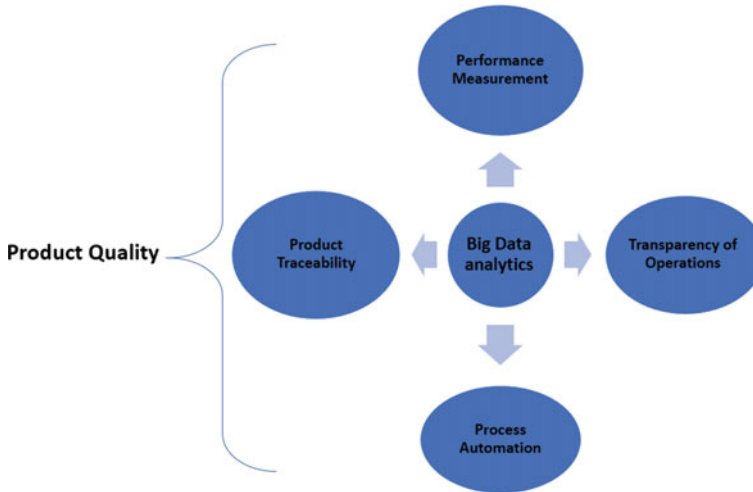 Performance
Measurement
Product Quality
Product
Traceability
Big Data
analytics
Transparency of
Operations
Process
Automation